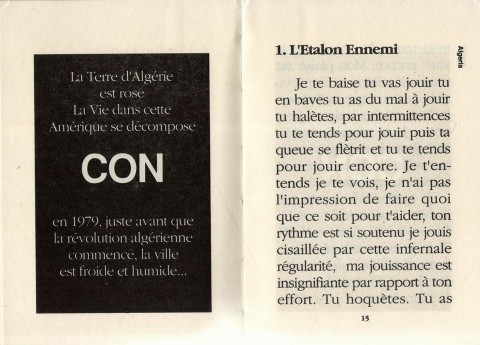 La Terre d'Algérie
est rose
La Vie dans cette
Amérique se décompose
CON
en 1979, juste avant que
la révolution algérienne
commence, la ville
est froide et humide...
1. L'Etalon Ennemi
Algeria
Je te baise tu vas jouir tu
en baves tu as du mal à jouir
tu halètes, par intermittences
tu te tends pour jouir puis ta
queue se flètrit et tu te tends
pour jouir encore. Je t'en-
tends je te vois, je n'ai pas
l'impression de faire quoi
que ce soit pour t'aider, ton
rythme est si soutenu je jouis
cisaillée par cette infernale
régularité, ma jouissance est
insignifiante par rapport à ton
effort. Tu hoquètes. Tu as
15